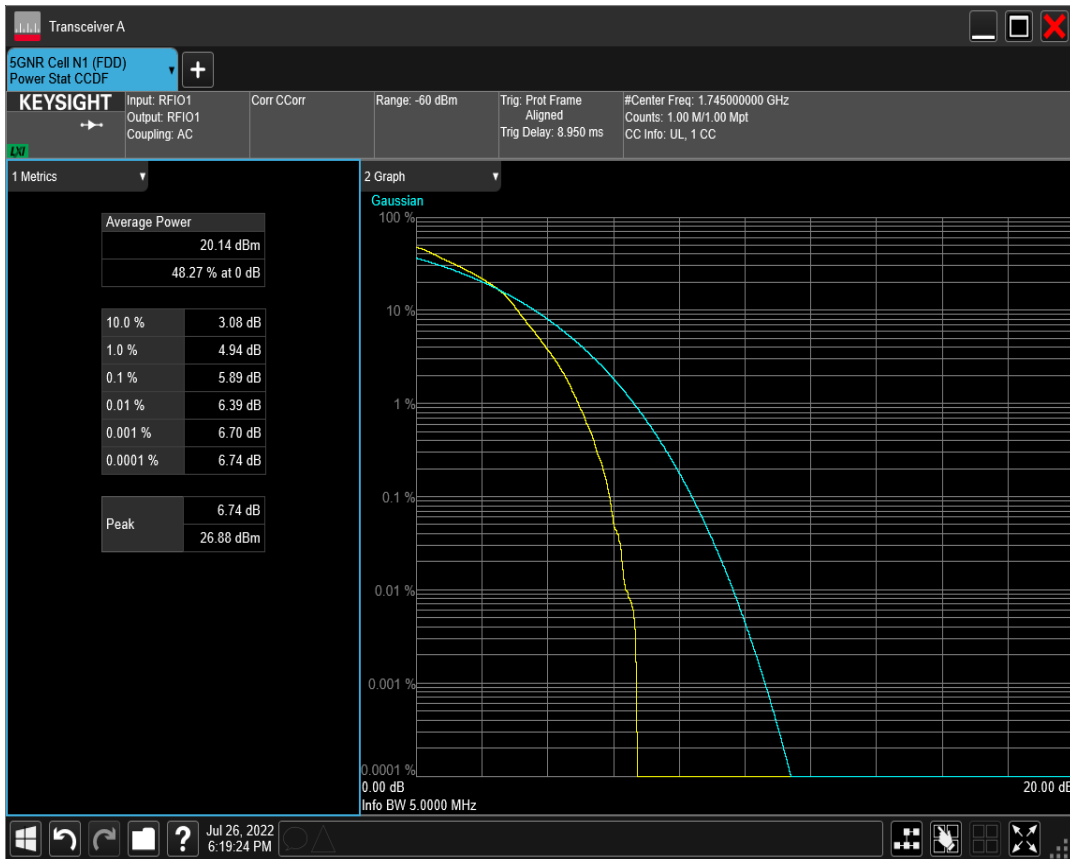 Transceiver A
5GNR Cell N1 (FDD)
Power Stat CCDF
+
KEYSIGHT
LXI
Input: RFIO1
Output: RFIO1
Coupling: AC
Corr CCorr
Range: -60 dBm
Trig: Prot Frame
Aligned
Trig Delay: 8.950 ms
#Center Freq: 1.745000000 GHz
Counts: 1.00 M/1.00 Mpt
CC Info: UL, 1 CC
1 Metrics
Average Power
20.14 dBm
48.27 % at 0 dB
10.0 % 3.08 dB
1.0 % 4.94 dB
0.1 % 5.89 dB
0.01 % 6.39 dB
0.001 % 6.70 dB
0.0001 % 6.74 dB
Peak 6.74 dB
26.88 dBm
2 Graph
Gaussian
100 %
10 %
1 %
0.1 %
0.01 %
0.001 %
0.0001 %
0.00 dB 20.00 dB
Info BW 5.0000 MHz
? Jul 26, 2022
6:19:24 PM